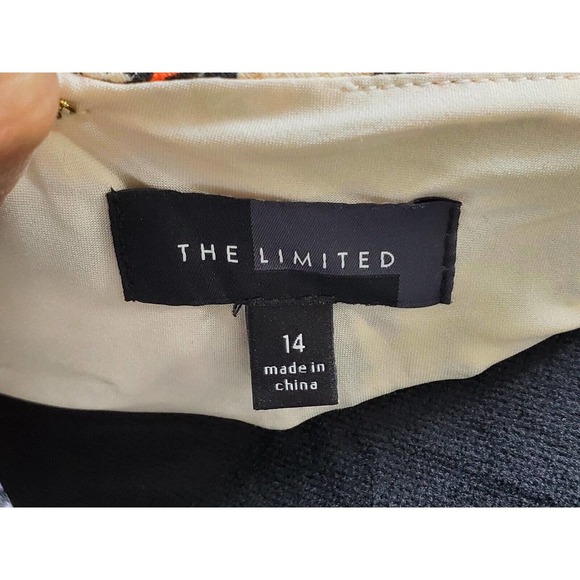 THE LIMITED
14
made in
china